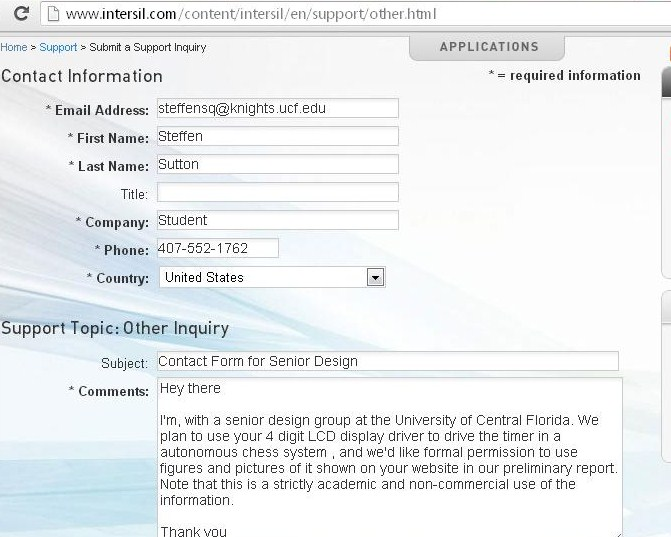 www.intersil.com/content/intersil/en/support/other.html
Home > Support > Submit a Support Inquiry
APPLICATIONS
Contact Information
* = required information
* Email Address: steffensq@knights.ucf.edu
* First Name: Steffen
* Last Name: Sutton
Title:
* Company: Student
* Phone: 407-552-1762
* Country: United States
Support Topic: Other Inquiry
Subject: Contact Form for Senior Design
* Comments: Hey there
I'm, with a senior design group at the University of Central Florida. We
plan to use your 4 digit LCD display driver to drive the timer in a
autonomous chess system , and we'd like formal permission to use
figures and pictures of it shown on your website in our preliminary report.
Note that this is a strictly academic and non-commercial use of the
information.
Thank you